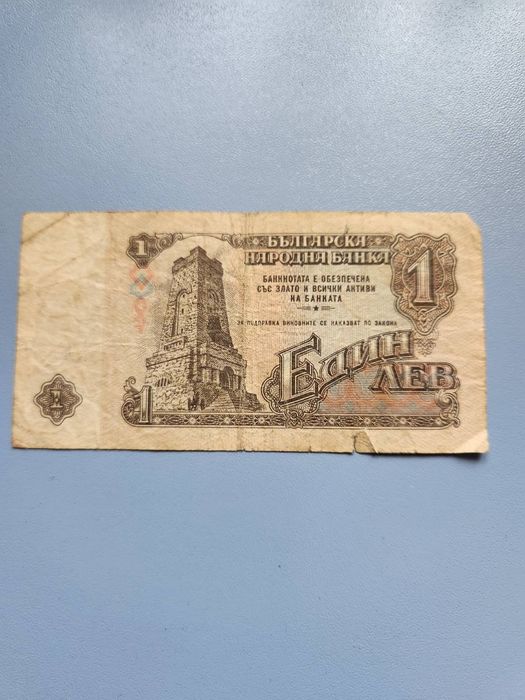 1
БЪЛГАРСКА
НАРОДНА БАНКА
1
БАНКНОТАТА Е ОБЕЗПЕЧЕНА
СЪС ЗЛАТО И ВСИЧКИ АКТИВИ
НА БАНКАТА
ЗА ПОДПРАВКА ВИНОВНИТЕ СЕ НАКАЗВАТ ПО ЗАКОНА
ЕДИН
ЛЕВ
1
1